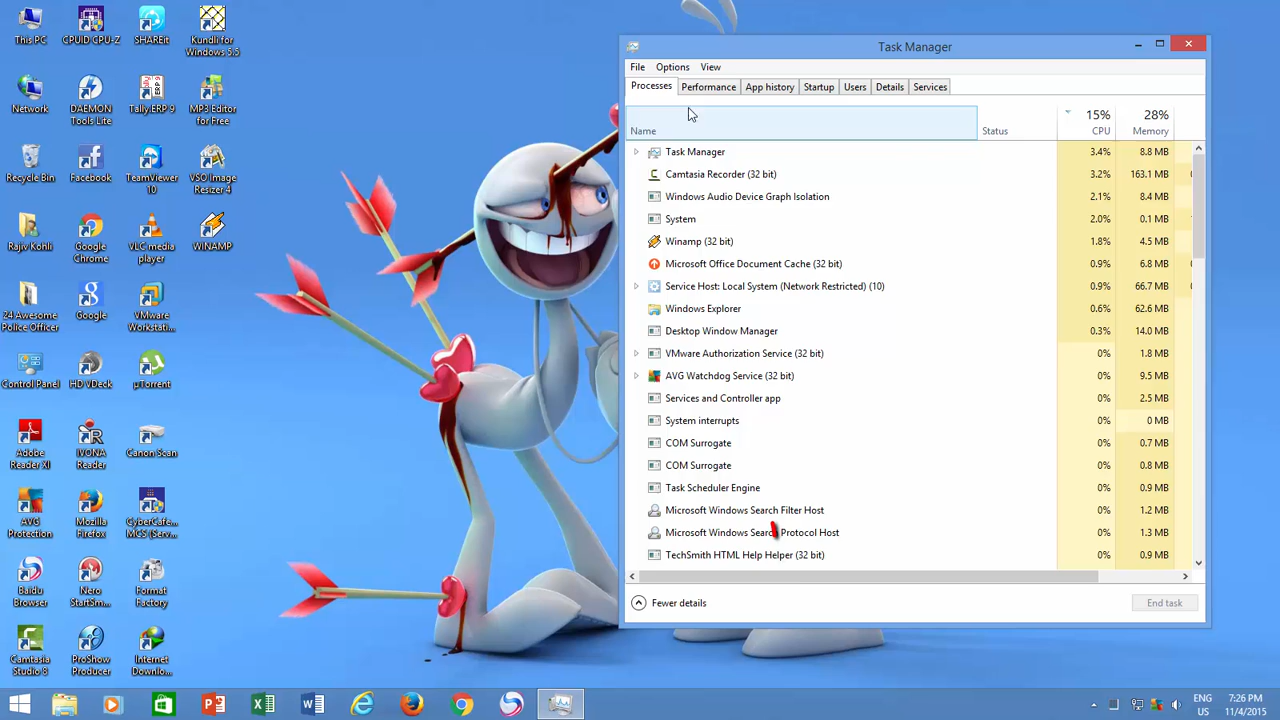 This PC
CPUID CPU-Z
SHAREit
Kundli for
Windows 5.5
Network
DAEMON
Tools Lite
Tally.ERP 9
MP3 Editor
for Free
Recycle Bin
Facebook
TeamViewer
10
VSO Image
Resizer 4
Rajiv Kohli
Google
Chrome
VLC media
player
WINAMP
24 Awesome
Police Officer
Google
VMware
Workstati...
Control Panel
HD VDeck
µTorrent
Adobe
Reader XI
IVONA
Reader
Canon Scan
AVG
Protection
Mozilla
Firefox
CyberCafe...
MCS (Serv...
Baidu
Browser
Nero
StartSm...
Format
Factory
Camtasia
Studio 8
ProShow
Producer
Internet
Downlo...
Task Manager
File Options View
Processes Performance App history Startup Users Details Services
15% 28%
Name Status CPU Memory
Task Manager 3.4% 8.8 MB
Camtasia Recorder (32 bit) 3.2% 163.1 MB
Windows Audio Device Graph Isolation 2.1% 8.4 MB
System 2.0% 0.1 MB
Winamp (32 bit) 1.8% 4.5 MB
Microsoft Office Document Cache (32 bit) 0.9% 6.8 MB
Service Host: Local System (Network Restricted) (10) 0.9% 66.7 MB
Windows Explorer 0.6% 62.6 MB
Desktop Window Manager 0.3% 14.0 MB
VMware Authorization Service (32 bit) 0% 1.8 MB
AVG Watchdog Service (32 bit) 0% 9.5 MB
Services and Controller app 0% 2.5 MB
System interrupts 0% 0 MB
COM Surrogate 0% 0.7 MB
COM Surrogate 0% 0.8 MB
Task Scheduler Engine 0% 0.9 MB
Microsoft Windows Search Filter Host 0% 1.2 MB
Microsoft Windows Search Protocol Host 0% 1.3 MB
TechSmith HTML Help Helper (32 bit) 0% 0.9 MB
Fewer details End task
ENG 7:26 PM
US 11/4/2015